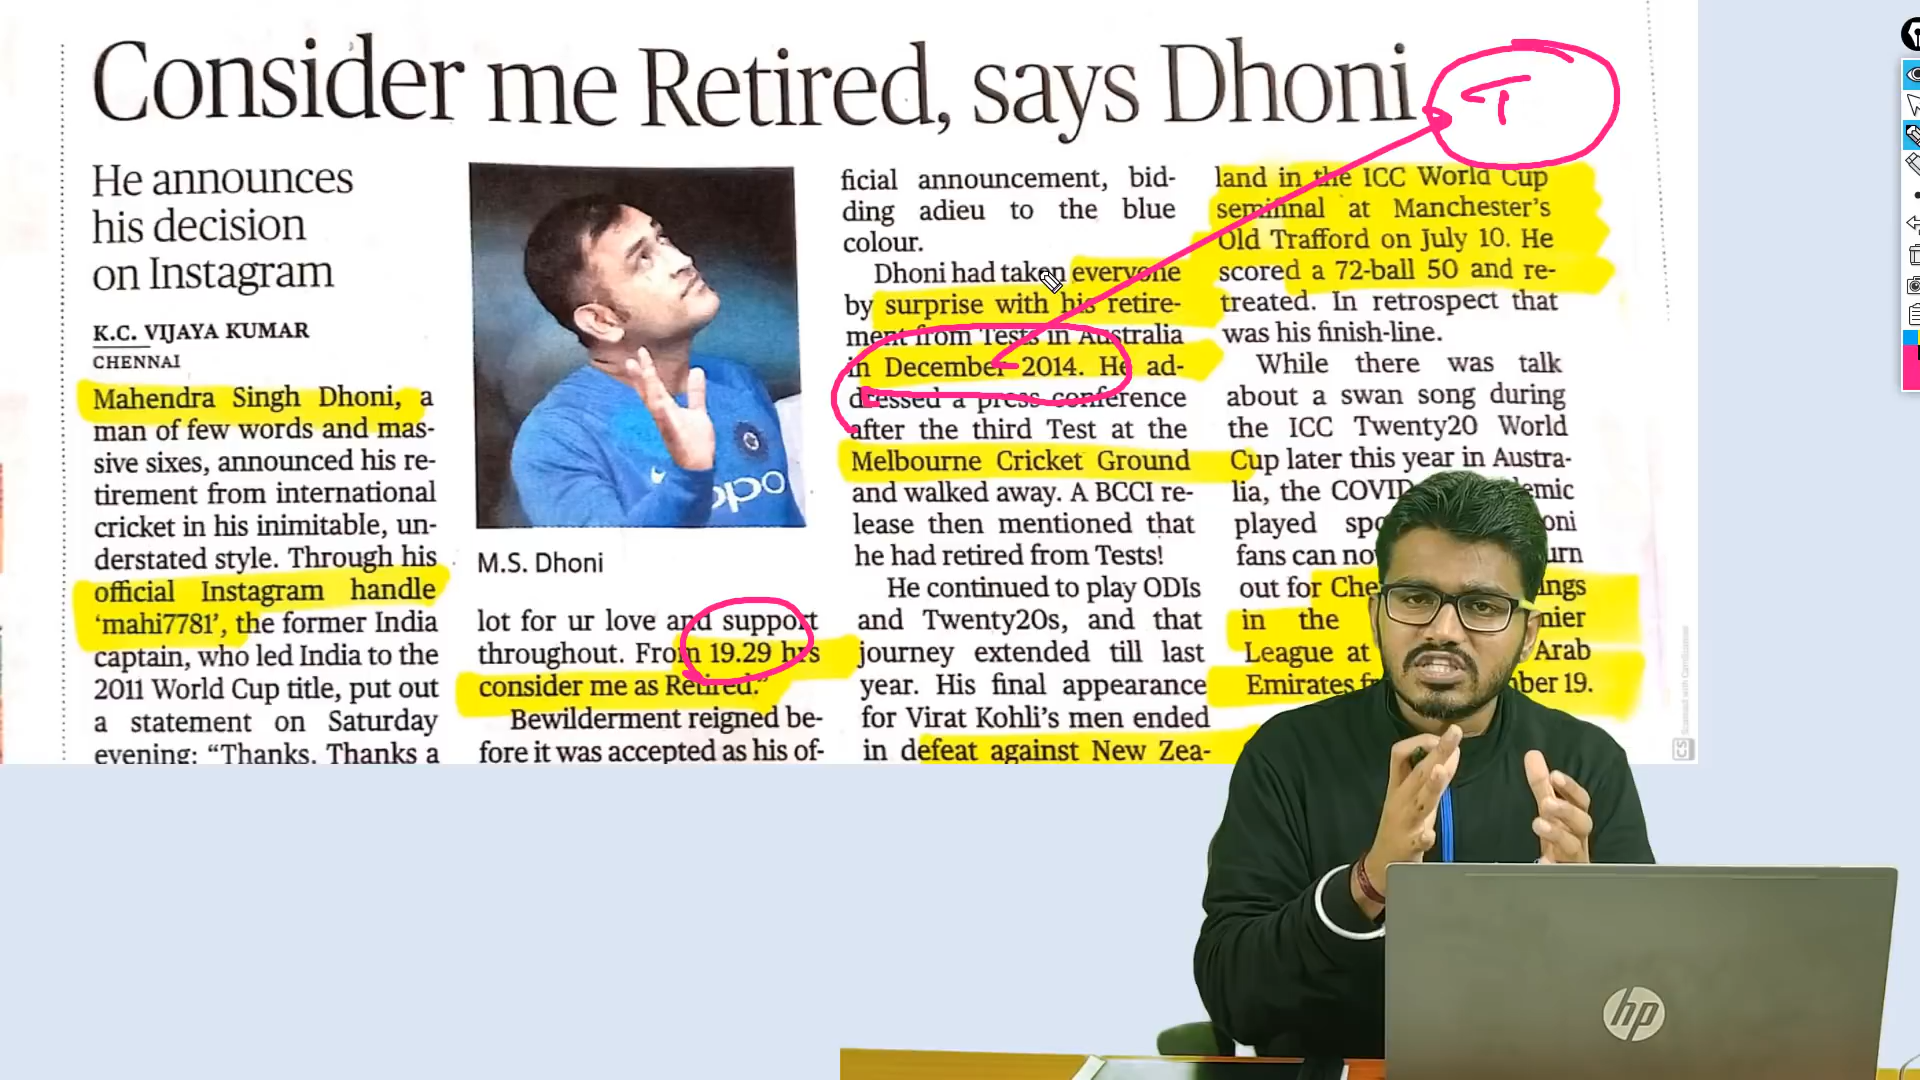 Consider me Retired, says Dhoni
T
He announces
his decision
on Instagram
K.C. VIJAYA KUMAR
CHENNAI
Mahendra Singh Dhoni, a
man of few words and mas-
sive sixes, announced his re-
tirement from international
cricket in his inimitable, un-
derstated style. Through his
official Instagram handle
‘mahi7781’, the former India
captain, who led India to the
2011 World Cup title, put out
a statement on Saturday
evening: “Thanks. Thanks a
oppo
M.S. Dhoni
lot for ur love and support
throughout. From 19.29 hrs
consider me as Retired.”
Bewilderment reigned be-
fore it was accepted as his of-
ficial announcement, bid-
ding adieu to the blue
colour.
Dhoni had taken everyone
by surprise with his retire-
ment from Tests in Australia
in December 2014. He ad-
dressed a press conference
after the third Test at the
Melbourne Cricket Ground
and walked away. A BCCI re-
lease then mentioned that
he had retired from Tests!
He continued to play ODIs
and Twenty20s, and that
journey extended till last
year. His final appearance
for Virat Kohli’s men ended
in defeat against New Zea-
land in the ICC World Cup
semifinal at Manchester’s
Old Trafford on July 10. He
scored a 72-ball 50 and re-
treated. In retrospect that
was his finish-line.
While there was talk
about a swan song during
the ICC Twenty20 World
Cup later this year in Austra-
lia, the COVID
played
fans can
out for
in the
League at Arab
Emirates 19.
CS Scanned with CamScanner
hp